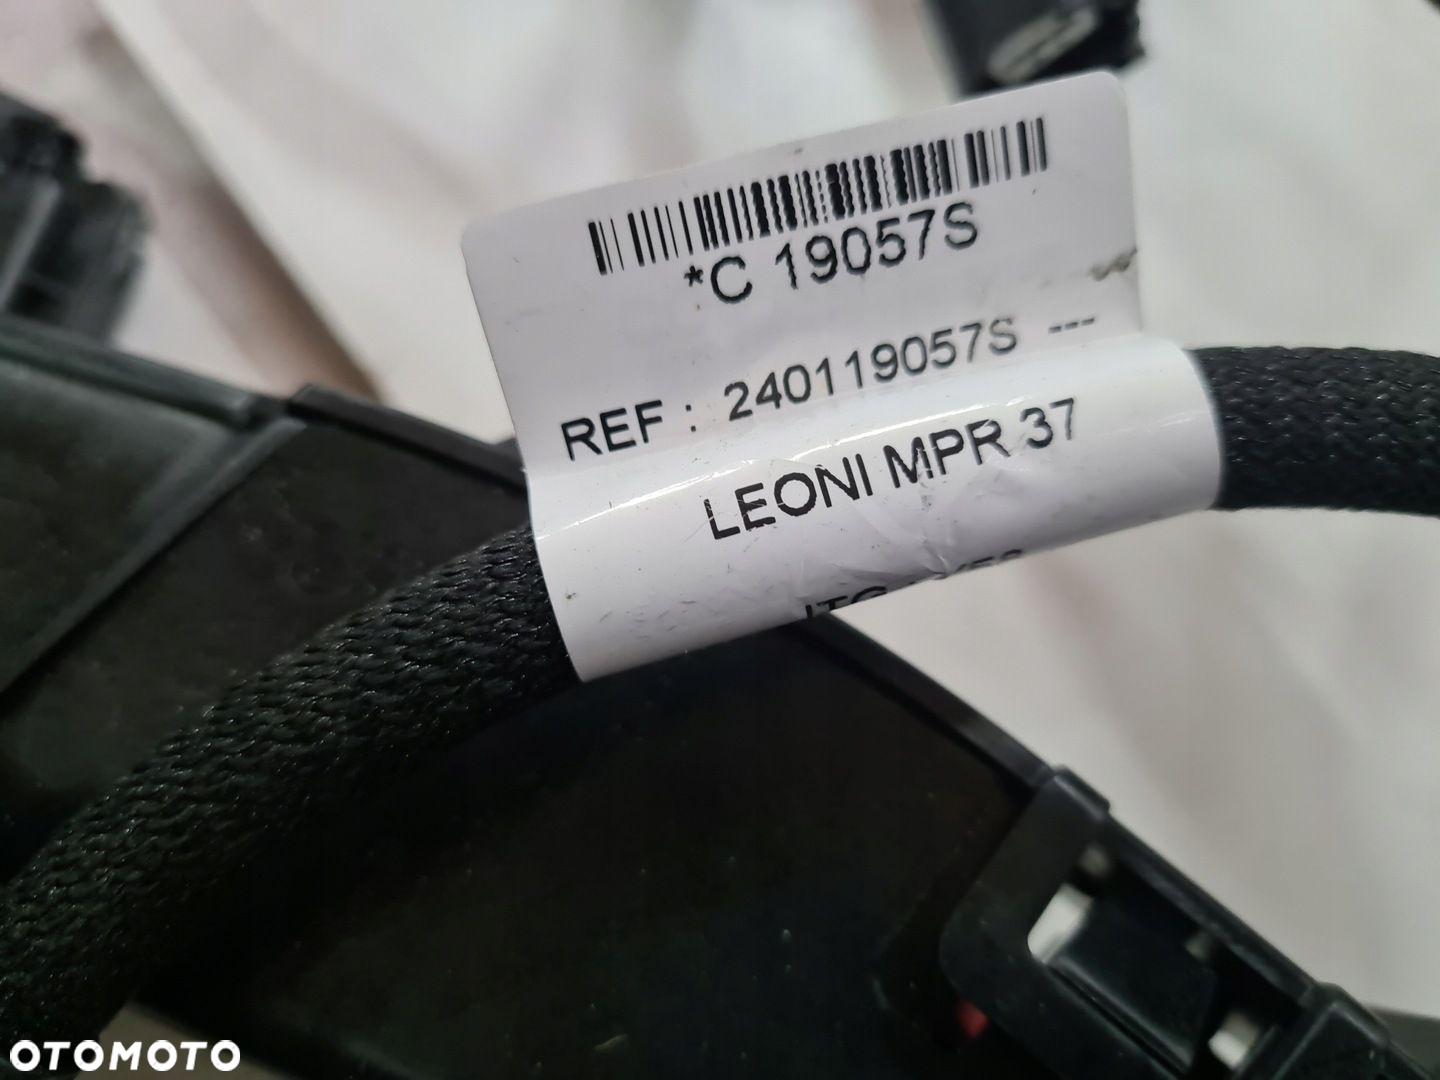 *C 19057S
REF : 240119057S ---
LEONI MPR 37
OTOMOTO